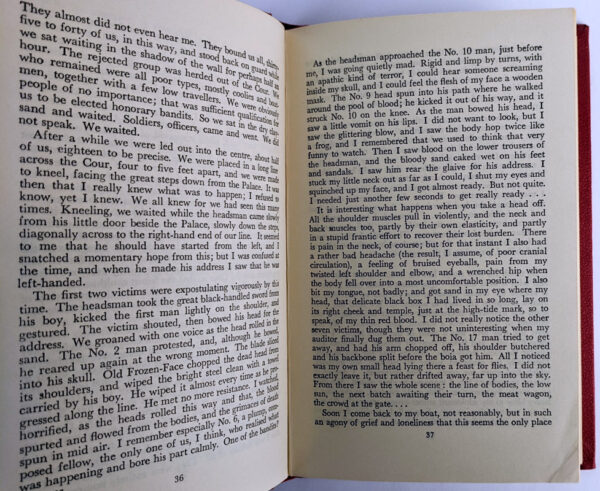 They almost did not even hear me. They bound us all, thirty-
five to forty of us, in this way, and stood back on guard while
we sat waiting in the shadow of the wall for perhaps half an
hour. The rejected group was herded out of the Cour. We
who remained were all poor types, mostly coolies and boat-
men, together with a few low travellers. We were obviously
people of no importance; that was sufficient qualification for
us to be elected honorary bandits. So we sat in the dry
sand and waited. Soldiers, officers, came and went. We did
not speak. We waited.
After a while we were led out into the centre, about half
of us, eighteen to be precise. We were placed in a long line
across the Cour, four to five feet apart, and we were made
to kneel, facing the great steps down from the Palace. It was
then that I really knew what was to happen; I refused to
know, yet I knew. We all knew for we had seen this many
times. Kneeling, we waited while the headsman came slowly
from his little door beside the Palace, slowly down the steps,
diagonally across to the right-hand end of our line. It seemed
to me that he should have started from the left, and I
snatched a momentary hope from this; but I was confused at
the time, and when he made his address I saw that he was
left-handed.
The first two victims were expostulating vigorously by this
time. The headsman took the great black-handled sword from
his boy, kicked the first man lightly on the shoulder, and
gestured. The victim shouted, then bowed his head for the
address. We groaned with one voice as the head rolled in the
sand. The No. 2 man protested, and, although he bowed,
he reared up again at the wrong moment. The blade sliced
into his skull. Old Frozen-Face chopped the dead head from
its shoulders, and wiped the bright steel clean with a towel
carried by his boy. He wiped it almost every time as he pro-
gressed along the line. He met no more resistance. I watched,
horrified, as the heads rolled this way and that, the blood
spurted and flowed from the bodies, and the grimaces of death
spun in mid air. I remember especially No. 6, a plump, com-
posed fellow, the only one of us, I think, who realised what
was happening and bore his part calmly. One of the bandits?
36
As the headsman approached the No. 10 man, just before
me, I was going quietly mad. Rigid and limp by turns, with
an apathic kind of terror, I could hear someone screaming
inside my skull, and I could feel the flesh of my face a wooden
mask. The No. 9 head spun into his path where he walked
around the pool of blood; he kicked it out of his way, and it
struck No. 10 on the knee. As the man bowed his head, I
saw a little vomit on his lips. I did not want to look, but I
saw the glittering blow, and I saw the body hop twice like
a frog, and I remembered that we used to think that very
funny to watch. Then I saw blood on the lower trousers of
the headsman, and the bloody sand caked wet on his feet
and sandals. I saw him rear the glaive for his address. I
stuck my little neck out as far as I could, I shut my eyes and
squinched up my face, and I got almost ready. But not quite.
I needed just another few seconds to get really ready . . .
It is interesting what happens when you take a head off.
All the shoulder muscles pull in violently, and the neck and
back muscles too, partly by their own elasticity, and partly
in a stupid frantic effort to recover their lost burden. There
is pain in the neck, of course; but for that instant I also had
a rather bad headache (the result, I assume, of poor cranial
circulation), a feeling of bruised eyeballs, pain from my
twisted left shoulder and elbow, and a wrenched hip when
the body fell over into a most uncomfortable position. I also
bit my tongue, not badly; and got sand in my eye where my
head, that delicate black box I had lived in so long, lay on
its right cheek and temple, just at the high-tide mark, so to
speak, of my thin red blood. I did not really notice the other
seven victims, though they were not uninteresting when my
auditor finally dug them out. The No. 17 man tried to get
away, and had his arm chopped off, his shoulder butchered
and his backbone split before the boia got him. All I noticed
was my own small head lying there a feast for flies. I did not
exactly leave it, but rather drifted away, far up into the sky.
From there I saw the whole scene : the line of bodies, the low
sun, the next batch awaiting their turn, the meat wagon,
the crowd at the gate. . . .
Soon I come back to my boat, not reasonably, but in such
an agony of grief and loneliness that this seems the only place
37